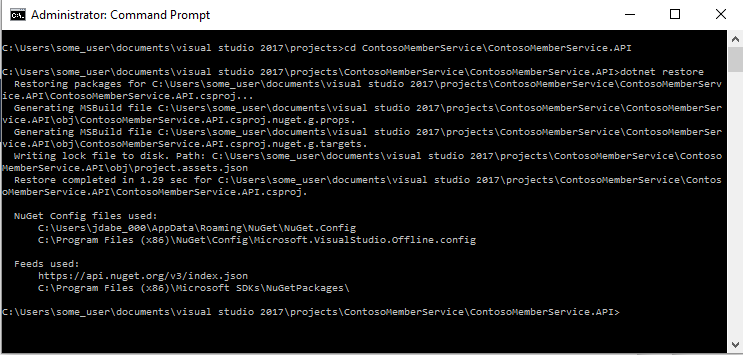 Administrator: Command Prompt
C:\Users\some_user\documents\visual studio 2017\projects>cd ContosoMemberService\ContosoMemberService.API
C:\Users\some_user\documents\visual studio 2017\projects\ContosoMemberService\ContosoMemberService.API>dotnet restore
Restoring packages for C:\Users\some_user\documents\visual studio 2017\projects\ContosoMemberService\ContosoMemberServ
ice.API\ContosoMemberService.API.csproj...
Generating MSBuild file C:\Users\some_user\documents\visual studio 2017\projects\ContosoMemberService\ContosoMemberSer
vice.API\obj\ContosoMemberService.API.csproj.nuget.g.props.
Generating MSBuild file C:\Users\some_user\documents\visual studio 2017\projects\ContosoMemberService\ContosoMemberSer
vice.API\obj\ContosoMemberService.API.csproj.nuget.g.targets.
Writing lock file to disk. Path: C:\Users\some_user\documents\visual studio 2017\projects\ContosoMemberService\Contoso
MemberService.API\obj\project.assets.json
Restore completed in 1.29 sec for C:\Users\some_user\documents\visual studio 2017\projects\ContosoMemberService\Contos
oMemberService.API\ContosoMemberService.API.csproj.
NuGet Config files used:
C:\Users\jdabe_000\AppData\Roaming\NuGet\NuGet.Config
C:\Program Files (x86)\NuGet\Config\Microsoft.VisualStudio.Offline.config
Feeds used:
https://api.nuget.org/v3/index.json
C:\Program Files (x86)\Microsoft SDKs\NuGetPackages\
C:\Users\some_user\documents\visual studio 2017\projects\ContosoMemberService\ContosoMemberService.API>